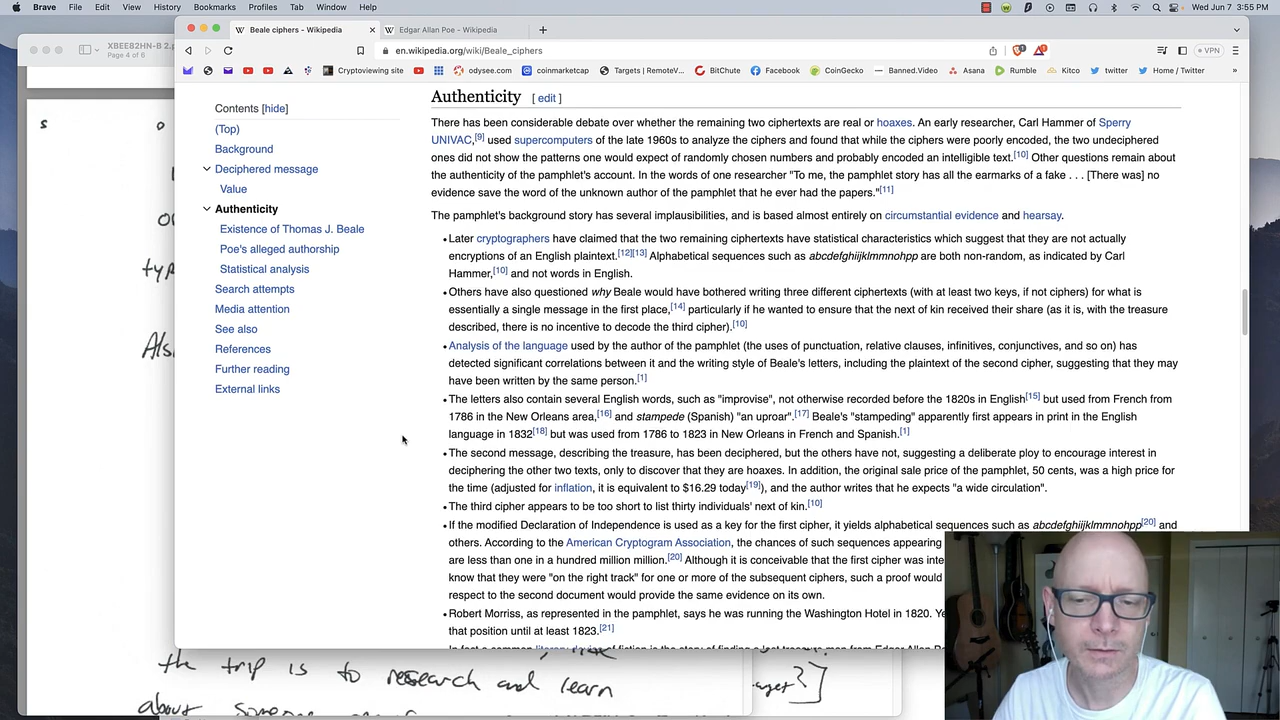 Brave File Edit View History Bookmarks Profiles Tab Window Help Wed Jun 7 3:55 PM
XBEE82HN-B 2.p
Page 4 of 6
Beale ciphers - Wikipedia
Edgar Allan Poe - Wikipedia
en.wikipedia.org/wiki/Beale_ciphers
VPN
Cryptoviewing site odysee.com coinmarketcap Targets | RemoteV... BitChute Facebook CoinGecko Banned.Video Asana Rumble Kitco twitter Home / Twitter »
Contents [hide]
(Top)
Background
Deciphered message
Value
Authenticity
Existence of Thomas J. Beale
Poe's alleged authorship
Statistical analysis
Search attempts
Media attention
See also
References
Further reading
External links
Authenticity [ edit ]
There has been considerable debate over whether the remaining two ciphertexts are real or hoaxes. An early researcher, Carl Hammer of Sperry
UNIVAC,[9] used supercomputers of the late 1960s to analyze the ciphers and found that while the ciphers were poorly encoded, the two undeciphered
ones did not show the patterns one would expect of randomly chosen numbers and probably encoded an intelligible text.[10] Other questions remain about
the authenticity of the pamphlet's account. In the words of one researcher "To me, the pamphlet story has all the earmarks of a fake . . . [There was] no
evidence save the word of the unknown author of the pamphlet that he ever had the papers."[11]
The pamphlet's background story has several implausibilities, and is based almost entirely on circumstantial evidence and hearsay.
• Later cryptographers have claimed that the two remaining ciphertexts have statistical characteristics which suggest that they are not actually
encryptions of an English plaintext.[12][13] Alphabetical sequences such as abcdefghiijklmmnohpp are both non-random, as indicated by Carl
Hammer,[10] and not words in English.
• Others have also questioned why Beale would have bothered writing three different ciphertexts (with at least two keys, if not ciphers) for what is
essentially a single message in the first place,[14] particularly if he wanted to ensure that the next of kin received their share (as it is, with the treasure
described, there is no incentive to decode the third cipher).[10]
• Analysis of the language used by the author of the pamphlet (the uses of punctuation, relative clauses, infinitives, conjunctives, and so on) has
detected significant correlations between it and the writing style of Beale's letters, including the plaintext of the second cipher, suggesting that they may
have been written by the same person.[1]
• The letters also contain several English words, such as "improvise", not otherwise recorded before the 1820s in English[15] but used from French from
1786 in the New Orleans area,[16] and stampede (Spanish) "an uproar".[17] Beale's "stampeding" apparently first appears in print in the English
language in 1832[18] but was used from 1786 to 1823 in New Orleans in French and Spanish.[1]
• The second message, describing the treasure, has been deciphered, but the others have not, suggesting a deliberate ploy to encourage interest in
deciphering the other two texts, only to discover that they are hoaxes. In addition, the original sale price of the pamphlet, 50 cents, was a high price for
the time (adjusted for inflation, it is equivalent to $16.29 today[19]), and the author writes that he expects "a wide circulation".
• The third cipher appears to be too short to list thirty individuals' next of kin.[10]
• If the modified Declaration of Independence is used as a key for the first cipher, it yields alphabetical sequences such as abcdefghiijklmmnohpp[20] and
others. According to the American Cryptogram Association, the chances of such sequences appearing
are less than one in a hundred million million.[20] Although it is conceivable that the first cipher was inte
know that they were "on the right track" for one or more of the subsequent ciphers, such a proof would
respect to the second document would provide the same evidence on its own.
• Robert Morriss, as represented in the pamphlet, says he was running the Washington Hotel in 1820. Ye
that position until at least 1823.[21]
s o
typ
Als
the trip is to research and learn
about someone